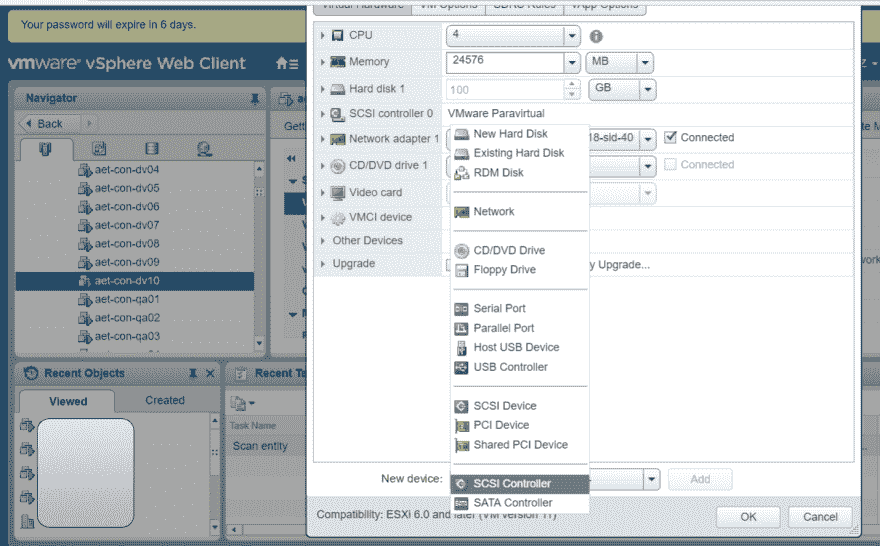 Your password will expire in 6 days.
vmware® vSphere Web Client
Navigator
Back
aet-con-dv04
aet-con-dv05
aet-con-dv06
aet-con-dv07
aet-con-dv08
aet-con-dv09
aet-con-dv10
aet-con-qa01
aet-con-qa02
aet-con-qa03
Recent Objects
Viewed
Created
Recent Ta
Task Name
Scan entity
Virtual Hardware VM Options SDRS Rules vApp Options
CPU 4
Memory 24576 MB
Hard disk 1 100 GB
SCSI controller 0 VMware Paravirtual
Network adapter 1 18-sid-40 Connected
CD/DVD drive 1 Connected
Video card
VMCI device
Other Devices
Upgrade y Upgrade...
New Hard Disk
Existing Hard Disk
RDM Disk
Network
CD/DVD Drive
Floppy Drive
Serial Port
Parallel Port
Host USB Device
USB Controller
SCSI Device
PCI Device
Shared PCI Device
SCSI Controller
SATA Controller
New device: Add
Compatibility: ESXi 6.0 and later (VM version 11)
OK Cancel